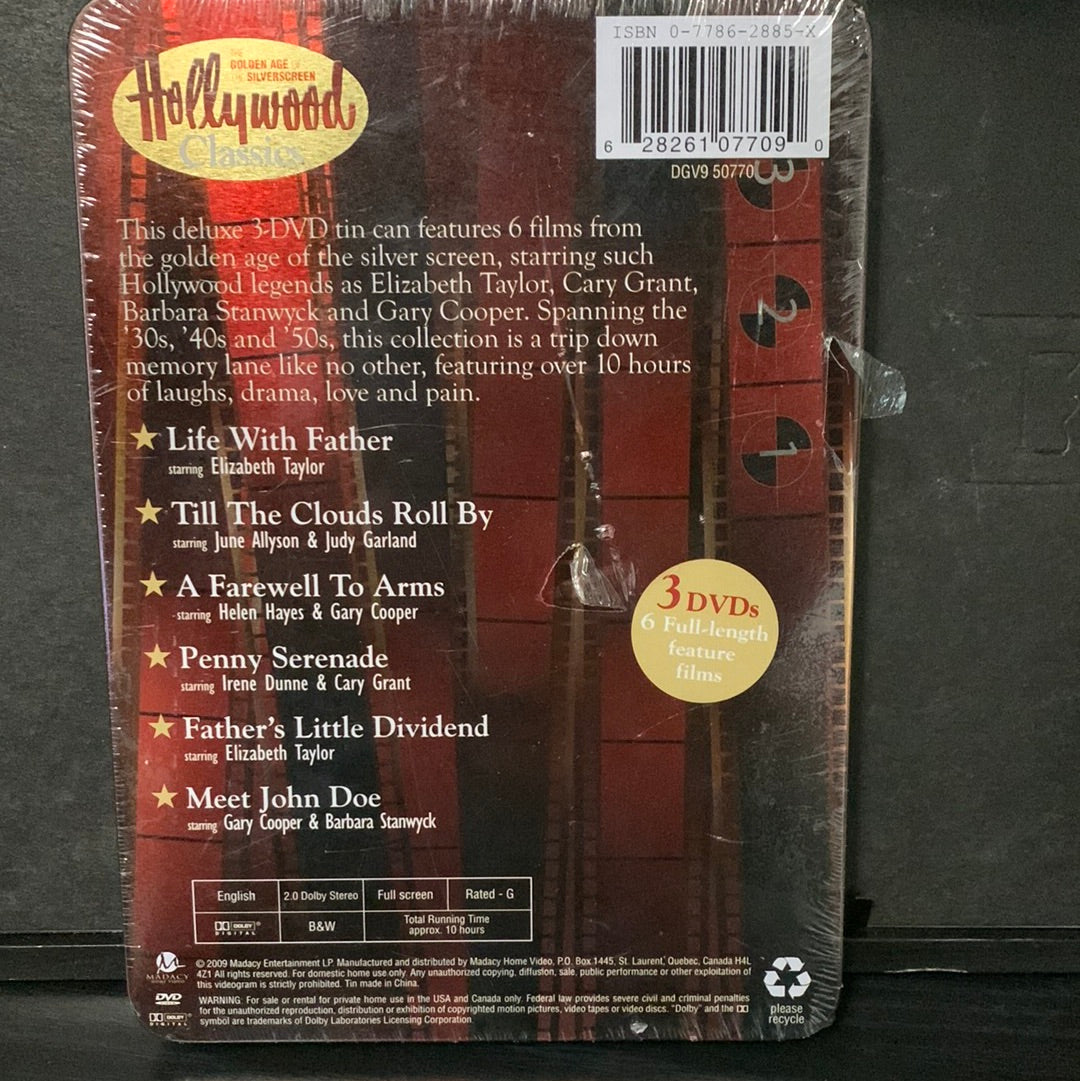 THE
GOLDEN AGE OF
THE SILVERSCREEN
Hollywood
Classics
ISBN 0-7786-2885-X
6 28261 07709 0
DGV9 50770
3
2
1
This deluxe 3-DVD tin can features 6 films from
the golden age of the silver screen, starring such
Hollywood legends as Elizabeth Taylor, Cary Grant,
Barbara Stanwyck and Gary Cooper. Spanning the
'30s, '40s and '50s, this collection is a trip down
memory lane like no other, featuring over 10 hours
of laughs, drama, love and pain.
Life With Father
starring Elizabeth Taylor
Till The Clouds Roll By
starring June Allyson & Judy Garland
A Farewell To Arms
starring Helen Hayes & Gary Cooper
Penny Serenade
starring Irene Dunne & Cary Grant
Father's Little Dividend
starring Elizabeth Taylor
Meet John Doe
starring Gary Cooper & Barbara Stanwyck
3 DVDs
6 Full-length
feature
films
English 2.0 Dolby Stereo Full screen Rated - G
DOLBY DIGITAL B&W Total Running Time
approx. 10 hours
MADACY
© 2009 Madacy Entertainment LP. Manufactured and distributed by Madacy Home Video, P.O. Box 1445, St. Laurent, Quebec, Canada H4L
4Z1 All rights reserved. For domestic home use only. Any unauthorized copying, diffusion, sale, public performance or other exploitation of
this videogram is strictly prohibited. Tin made in China.
DVD
WARNING: For sale or rental for private home use in the USA and Canada only. Federal law provides severe civil and criminal penalties
for the unauthorized reproduction, distribution or exhibition of copyrighted motion pictures, video tapes or video discs. "Dolby" and the DD
symbol are trademarks of Dolby Laboratories Licensing Corporation.
DOLBY DIGITAL
please
recycle